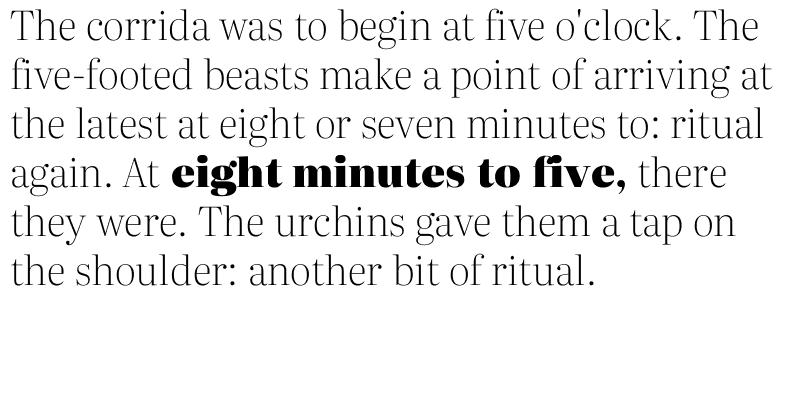 The corrida was to begin at five o'clock. The
five-footed beasts make a point of arriving at
the latest at eight or seven minutes to: ritual
again. At eight minutes to five, there
they were. The urchins gave them a tap on
the shoulder: another bit of ritual.